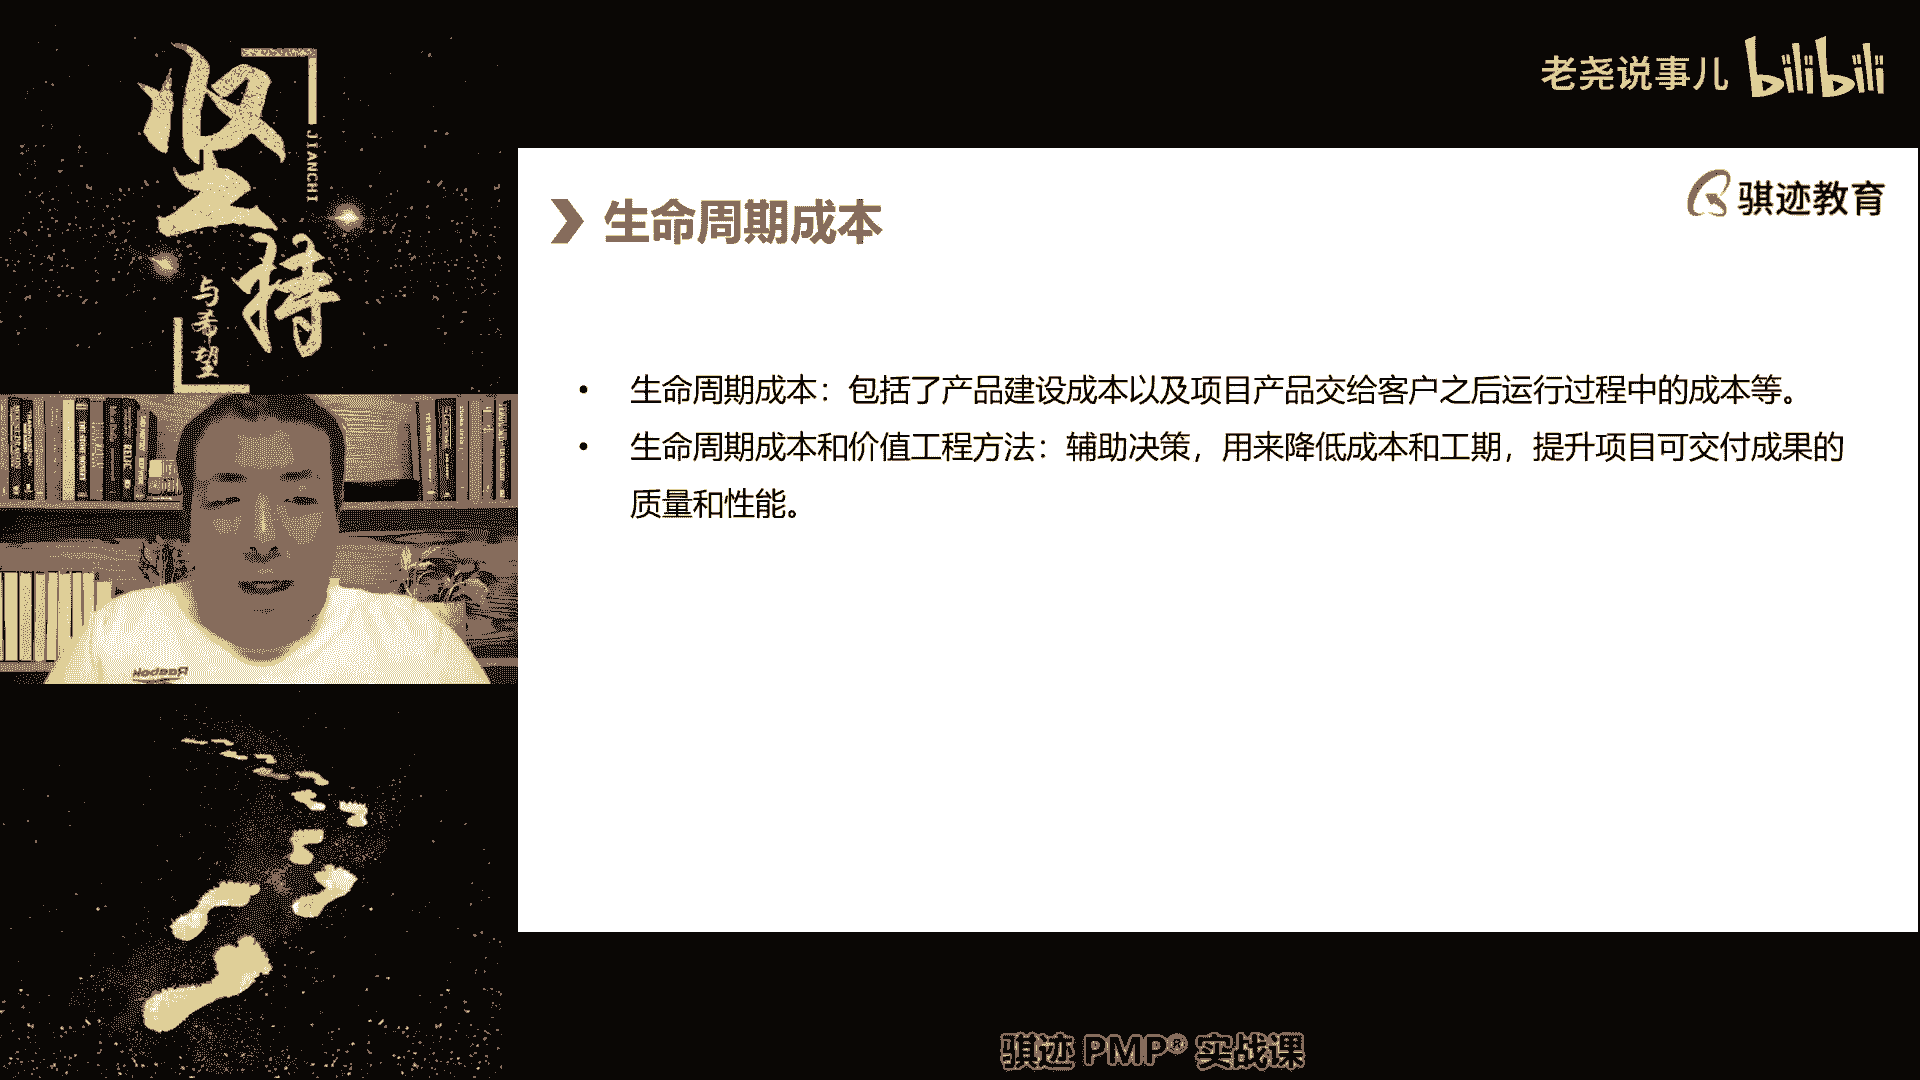 坚持
JIANCHI
与希望
老尧说事儿 bilibili
骐迹教育
生命周期成本
• 生命周期成本：包括了产品建设成本以及项目产品交给客户之后运行过程中的成本等。
• 生命周期成本和价值工程方法：辅助决策，用来降低成本和工期，提升项目可交付成果的
质量和性能。
Reebok
骐迹 PMP® 实战课